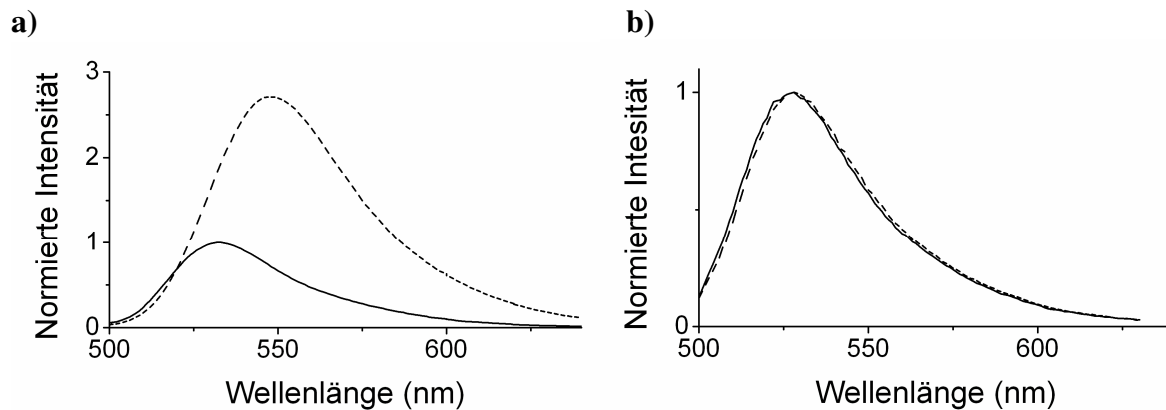 a)
Normierte Intensität
3
2
1
0
500
550
600
Wellenlänge (nm)
b)
Normierte Intesität
1
0
500
550
600
Wellenlänge (nm)